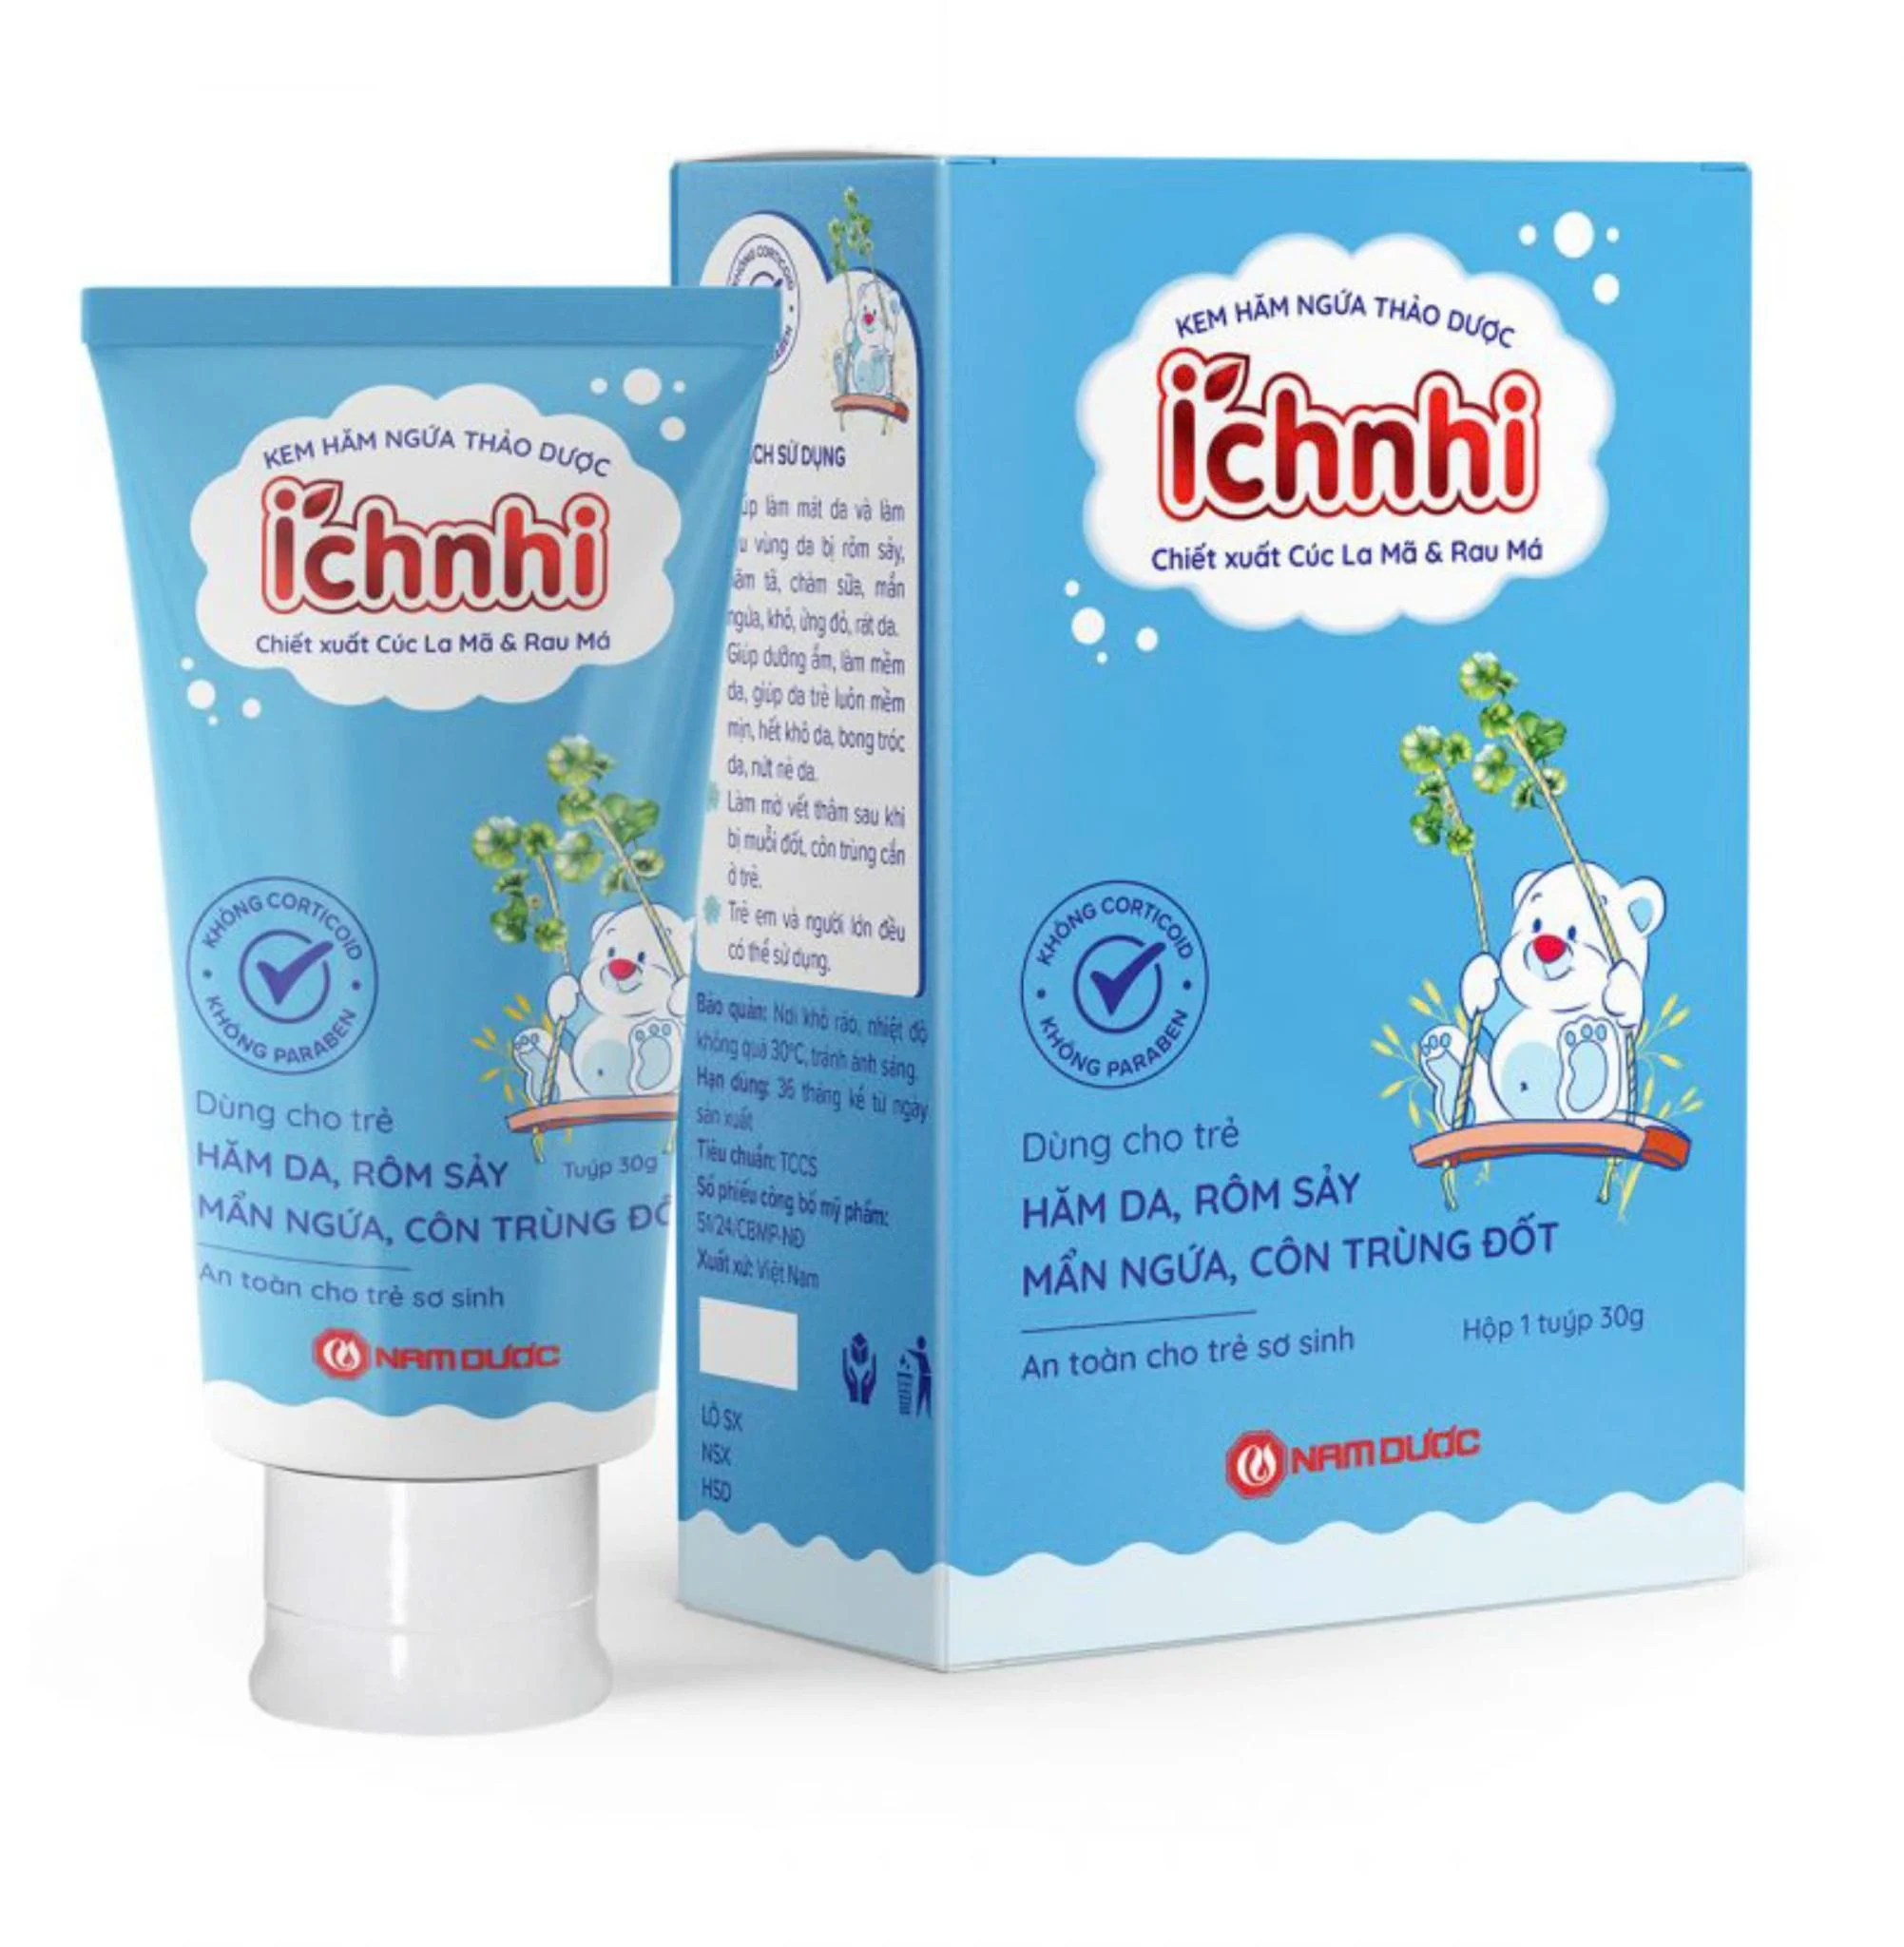 KEM HĂM NGỨA THẢO DƯỢC
ichnhi
Chiết xuất Cúc La Mã & Rau Má
KHÔNG CORTICOID
KHÔNG PARABEN
Dùng cho trẻ
HĂM DA, RÔM SẢY
Tuýp 30g
MẨN NGỨA, CÔN TRÙNG
An toàn cho trẻ sơ sinh
NAM DƯỢC
SỬ DỤNG
làm mát da và làm
vùng da bị rôm sảy,
tã, chàm sữa, mẩn
ngứa, khô, ửng đỏ, rát da.
Giúp dưỡng ẩm, làm mềm
da, giúp da trẻ luôn mềm
mịn, hết khô da, bong tróc
da, nứt nẻ da.
Làm mờ vết thâm sau khi
bị muỗi đốt, côn trùng cắn
ở trẻ.
Trẻ em và người lớn đều
có thể sử dụng.
Bảo quản: Nơi khô ráo, nhiệt độ
không quá 30°C, tránh ánh sáng.
Hạn dùng: 36 tháng kể từ ngày
sản xuất
Tiêu chuẩn: TCCS
Số phiếu công bố mỹ phẩm:
51/24/CBMP-NĐ
Xuất xứ: Việt Nam
LÔ SX
NSX
HSD
KEM HĂM NGỨA THẢO DƯỢC
ichnhi
Chiết xuất Cúc La Mã & Rau Má
KHÔNG CORTICOID
KHÔNG PARABEN
Dùng cho trẻ
HĂM DA, RÔM SẢY
MẨN NGỨA, CÔN TRÙNG ĐỐT
An toàn cho trẻ sơ sinh
Hộp 1 tuýp 30g
NAM DƯỢC